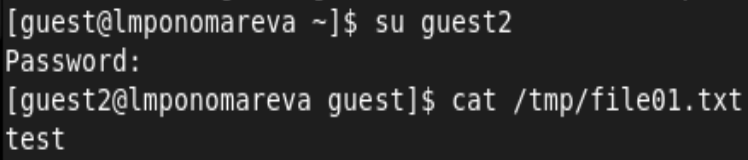 [guest@lmponomareva ~]$ su guest2
Password:
[guest2@lmponomareva guest]$ cat /tmp/file01.txt
test